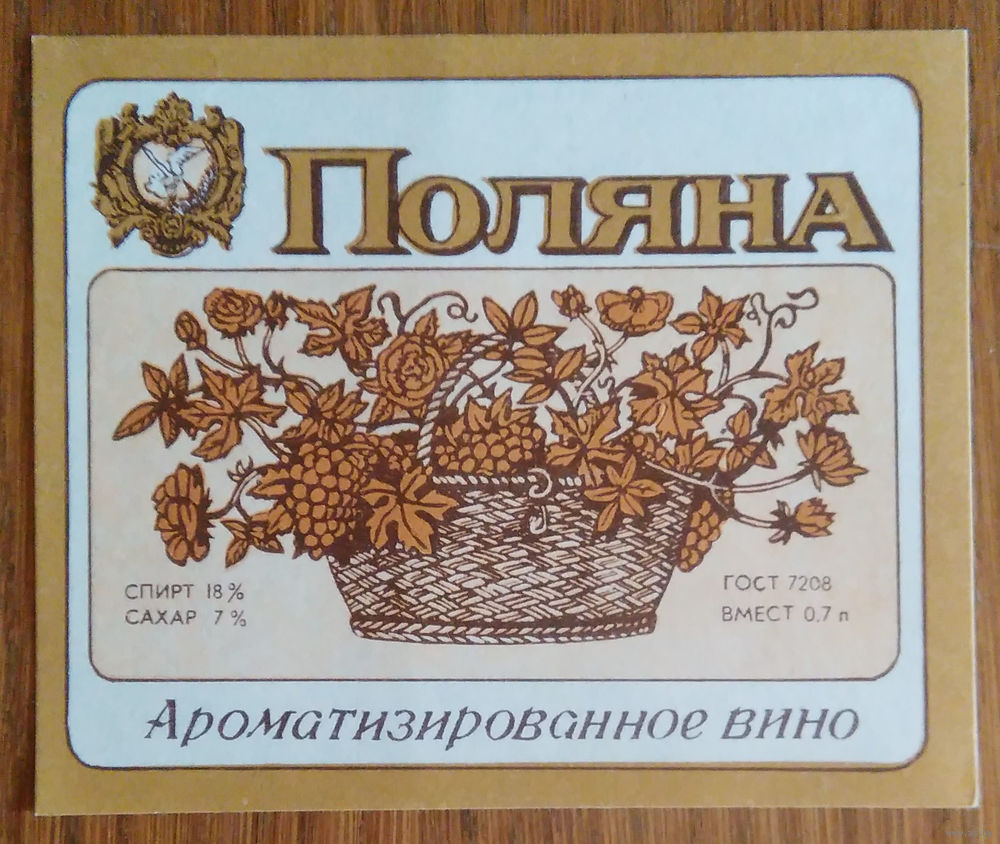 Поляна
СПИРТ 18%
САХАР 7%
ГОСТ 7208
ВМЕСТ 0,7 л
Ароматизированное вино